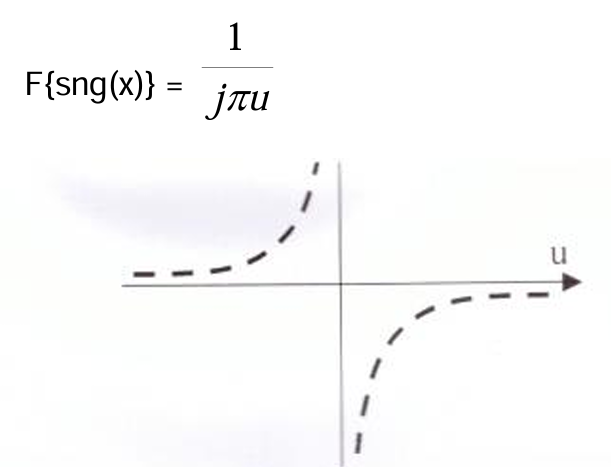 F{sng(x)} = 1 / jπu
u